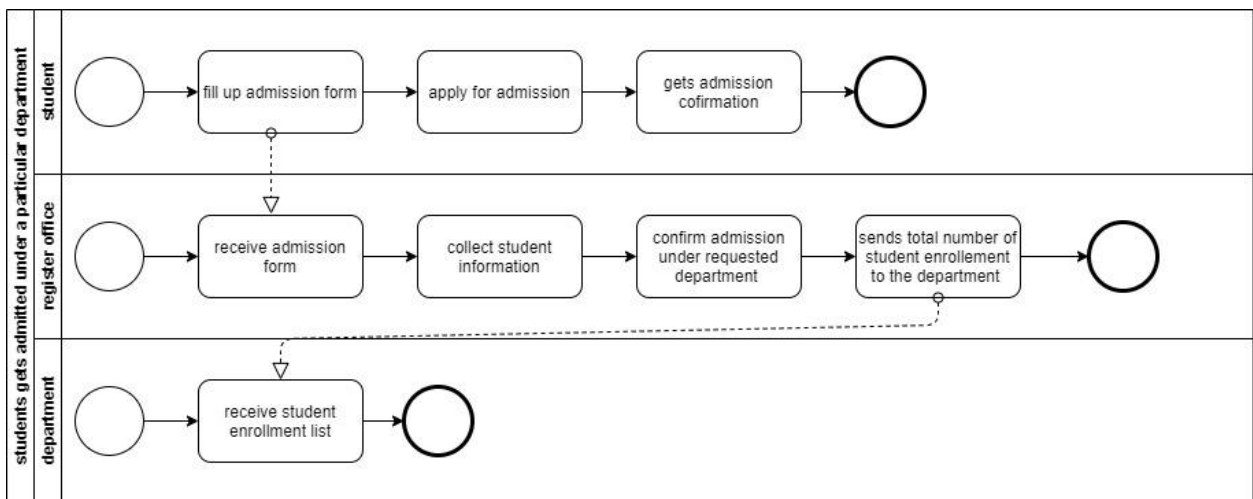 students gets admitted under a particular department
student
fill up admission form
apply for admission
gets admission
cofirmation
register office
receive admission
form
collect student
information
confirm admission
under requested
department
sends total number of
student enrollement
to the department
department
receive student
enrollment list